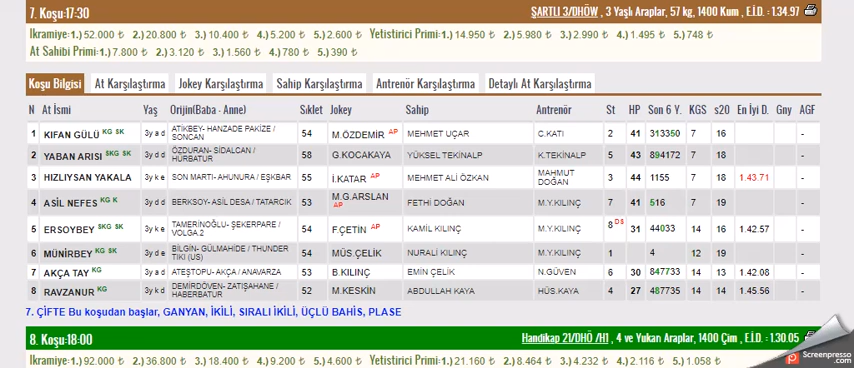 7. Koşu:17:30 ŞARTLI 3/DHÖW , 3 Yaşlı Araplar, 57 kg, 1400 Kum , E.İ.D. : 1.34.97
Ikramiye:1.) 52.000 ₺ 2.) 20.800 ₺ 3.) 10.400 ₺ 4.) 5.200 ₺ 5.) 2.600 ₺ Yetistirici Primi:1.) 14.950 ₺ 2.) 5.980 ₺ 3.) 2.990 ₺ 4.) 1.495 ₺ 5.) 748 ₺
At Sahibi Primi:1.) 7.800 ₺ 2.) 3.120 ₺ 3.) 1.560 ₺ 4.) 780 ₺ 5.) 390 ₺
Koşu Bilgisi At Karşılaştırma Jokey Karşılaştırma Sahip Karşılaştırma Antrenör Karşılaştırma Detaylı At Karşılaştırma
N At İsmi Yaş Orijin(Baba - Anne) Sıklet Jokey Sahip Antrenör St HP Son 6 Y. KGS s20 En İyi D. Gny AGF
1 KIFAN GÜLÜ KG SK 3y a d ATİKBEY- HANZADE PAKİZE / SONCAN 54 M.ÖZDEMİR AP MEHMET UÇAR C.KATI 2 41 313350 7 16 -
2 YABAN ARISI SKG SK 3y d d ÖZDURAN- SİDALCAN / HÜRBATUR 58 G.KOCAKAYA YÜKSEL TEKİNALP K.TEKİNALP 5 43 894172 7 18 -
3 HIZLIYSAN YAKALA 3y k e SON MARTI- AHUNURA / EŞKBAR 55 İ.KATAR AP MEHMET ALİ ÖZKAN MAHMUT DOĞAN 3 44 1155 7 18 1.43.71 -
4 ASİL NEFES KG K 3y d d BERKSOY- ASİL DESA / TATARCIK 53 M.G.ARSLAN AP FETHİ DOĞAN M.Y.KILINÇ 7 41 516 7 19 -
5 ERSOYBEY SKG SK 3y k e TAMERİNOĞLU- ŞEKERPARE / VOLGA 2 54 F.ÇETİN AP KAMİL KILINÇ M.Y.KILINÇ 8 DS 31 44033 14 16 1.42.57 -
6 MÜNİRBEY KG SK 3y d e BİLGİN- GÜLMAHİDE / THUNDER TIKI (US) 54 MÜS.ÇELİK NURALİ KILINÇ M.Y.KILINÇ 1 4 12 19 -
7 AKÇA TAY KG 3y a d ATEŞTOPU- AKÇA / ANAVARZA 53 B.KILINÇ EMİN ÇELİK N.GÜVEN 6 30 847733 14 13 1.42.08 -
8 RAVZANUR KG 3y k d DEMİRDÖVEN- ZATIŞAHANE / HABERBATUR 52 M.KESKİN ABDULLAH KAYA HÜS.KAYA 4 27 487735 14 14 1.45.56 -
7. ÇİFTE Bu koşudan başlar, GANYAN, İKİLİ, SIRALI İKİLİ, ÜÇLÜ BAHİS, PLASE
8. Koşu:18:00 Handikap 21/DHÖ /H1 , 4 ve Yukarı Araplar, 1400 Çim , E.İ.D. : 1.30.05
Ikramiye:1.) 92.000 ₺ 2.) 36.800 ₺ 3.) 18.400 ₺ 4.) 9.200 ₺ 5.) 4.600 ₺ Yetistirici Primi:1.) 21.160 ₺ 2.) 8.464 ₺ 3.) 4.232 ₺ 4.) 2.116 ₺ 5.) 1.058 ₺
Screenpresso.com